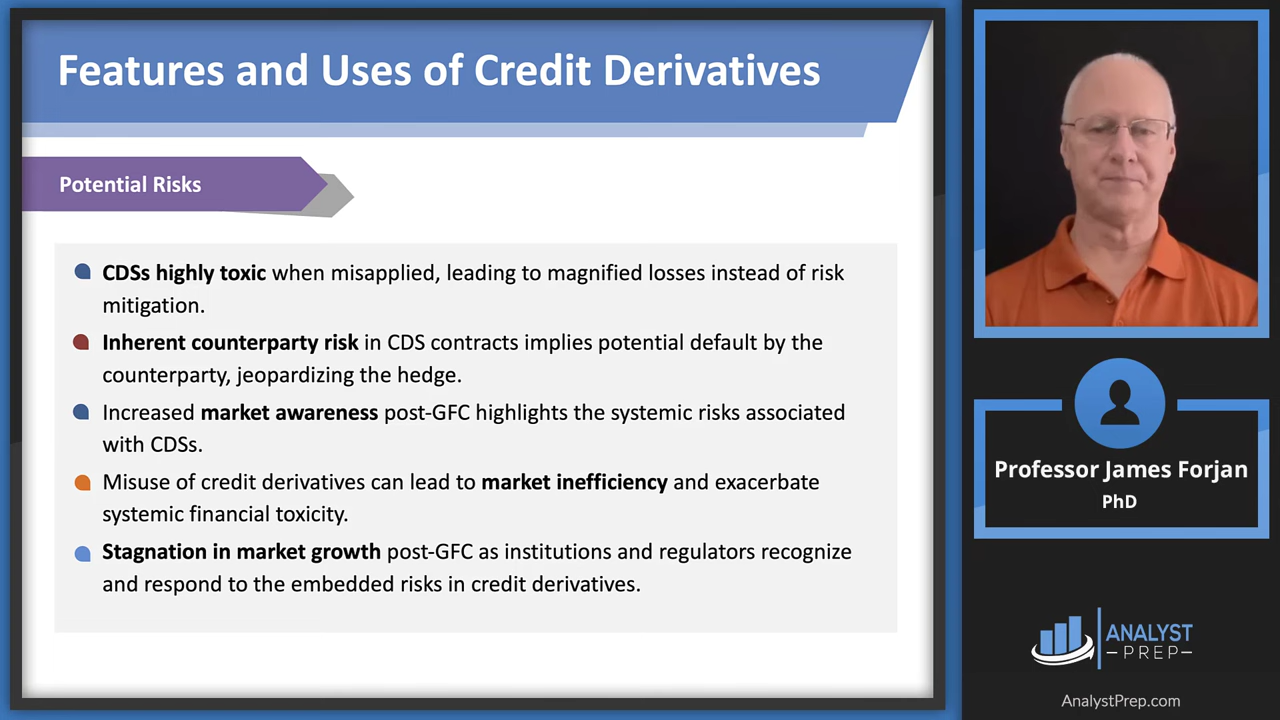 Features and Uses of Credit Derivatives
Potential Risks
CDSs highly toxic when misapplied, leading to magnified losses instead of risk
mitigation.
Inherent counterparty risk in CDS contracts implies potential default by the
counterparty, jeopardizing the hedge.
Increased market awareness post-GFC highlights the systemic risks associated
with CDSs.
Misuse of credit derivatives can lead to market inefficiency and exacerbate
systemic financial toxicity.
Stagnation in market growth post-GFC as institutions and regulators recognize
and respond to the embedded risks in credit derivatives.
Professor James Forjan
PhD
ANALYST
PREP
AnalystPrep.com